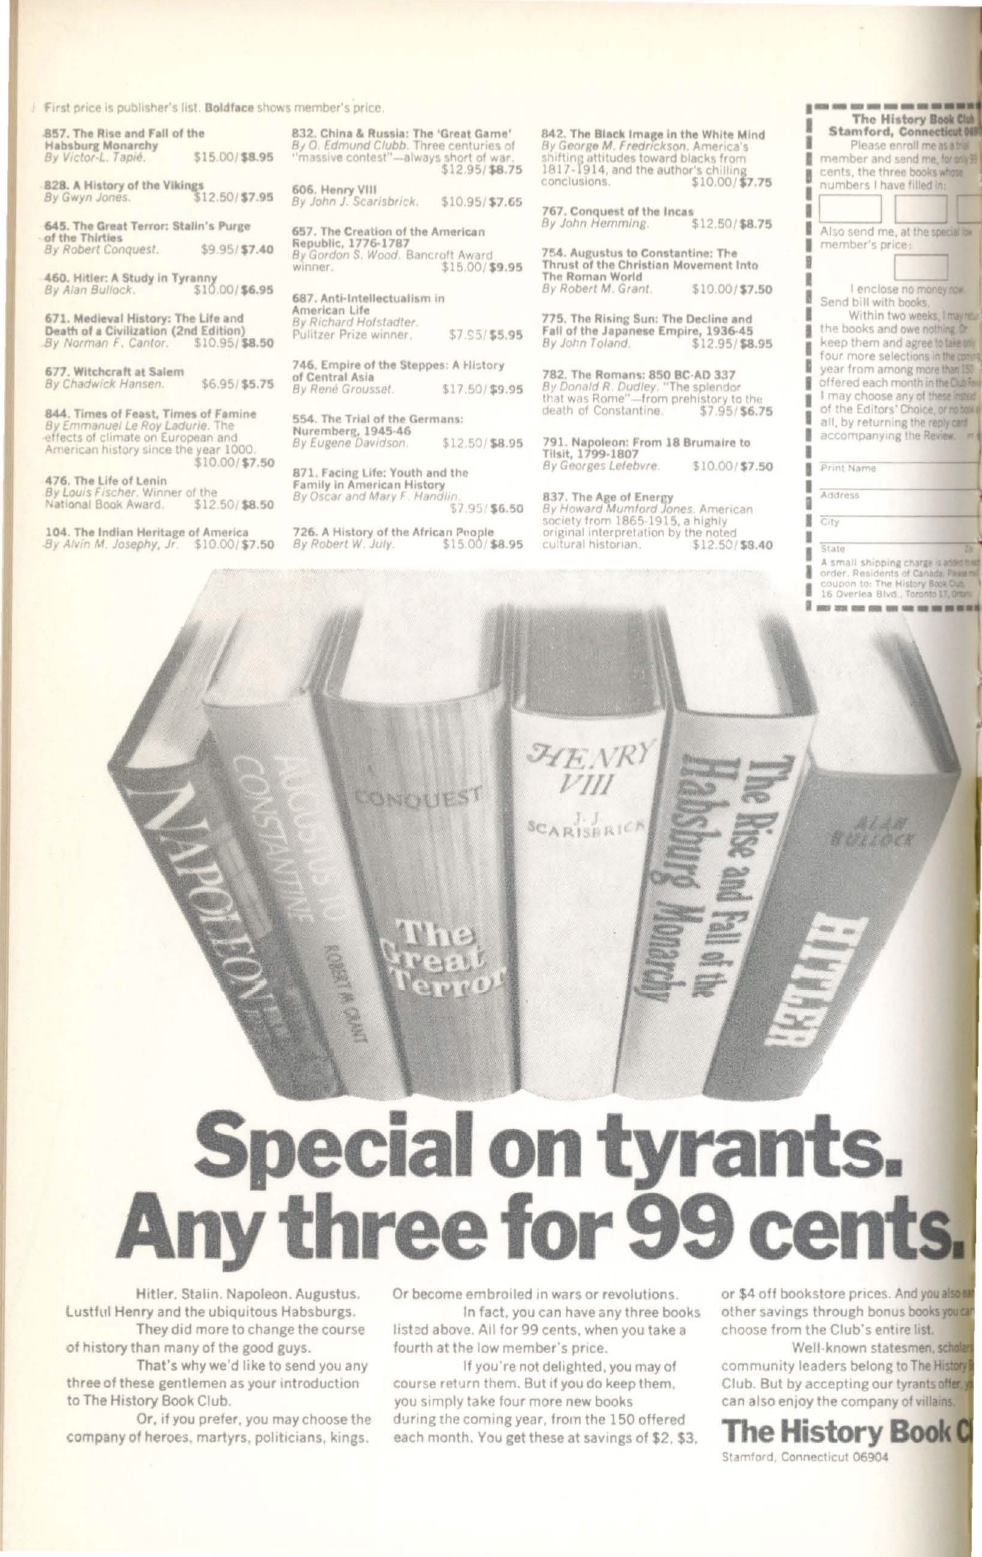 First price is publisher's list. Boldface shows member's price.
857. The Rise and Fall of the
Habsburg Monarchy
By Victor-L. Tapié. $15.00/$8.95
828. A History of the Vikings
By Gwyn Jones. $12.50/$7.95
645. The Great Terror: Stalin's Purge
of the Thirties
By Robert Conquest. $9.95/$7.40
460. Hitler: A Study in Tyranny
By Alan Bullock. $10.00/$6.95
671. Medieval History: The Life and
Death of a Civilization (2nd Edition)
By Norman F. Cantor. $10.95/$8.50
677. Witchcraft at Salem
By Chadwick Hansen. $6.95/$5.75
844. Times of Feast, Times of Famine
By Emmanuel Le Roy Ladurie. The
effects of climate on European and
American history since the year 1000.
$10.00/$7.50
476. The Life of Lenin
By Louis Fischer. Winner of the
National Book Award. $12.50/$8.50
104. The Indian Heritage of America
By Alvin M. Josephy, Jr. $10.00/$7.50
832. China & Russia: The 'Great Game'
By O. Edmund Clubb. Three centuries of
"massive contest"—always short of war.
$12.95/$8.75
606. Henry VIII
By John J. Scarisbrick. $10.95/$7.65
657. The Creation of the American
Republic, 1776-1787
By Gordon S. Wood. Bancroft Award
winner. $15.00/$9.95
687. Anti-Intellectualism in
American Life
By Richard Hofstadter.
Pulitzer Prize winner. $7.95/$5.95
746. Empire of the Steppes: A History
of Central Asia
By René Grousset. $17.50/$9.95
554. The Trial of the Germans:
Nuremberg, 1945-46
By Eugene Davidson. $12.50/$8.95
871. Facing Life: Youth and the
Family in American History
By Oscar and Mary F. Handlin.
$7.95/$6.50
726. A History of the African People
By Robert W. July. $15.00/$8.95
842. The Black Image in the White Mind
By George M. Fredrickson. America's
shifting attitudes toward blacks from
1817-1914, and the author's chilling
conclusions. $10.00/$7.75
767. Conquest of the Incas
By John Hemming. $12.50/$8.75
754. Augustus to Constantine: The
Thrust of the Christian Movement Into
The Roman World
By Robert M. Grant. $10.00/$7.50
775. The Rising Sun: The Decline and
Fall of the Japanese Empire, 1936-45
By John Toland. $12.95/$8.95
782. The Romans: 850 BC-AD 337
By Donald R. Dudley. "The splendor
that was Rome"—from prehistory to the
death of Constantine. $7.95/$6.75
791. Napoleon: From 18 Brumaire to
Tilsit, 1799-1807
By Georges Lefebvre. $10.00/$7.50
837. The Age of Energy
By Howard Mumford Jones. American
society from 1865-1915, a highly
original interpretation by the noted
cultural historian. $12.50/$8.40
The History Book Club
Stamford, Connecticut
Please enroll me as a trial
member and send me, for only 99
cents, the three books whose
numbers I have filled in:
Also send me, at the special low
member's price:
I enclose no money now.
Send bill with books.
Within two weeks, I may
the books and owe nothing. Or
keep them and agree to take only
four more selections in the coming
year from among more than 150
offered each month in the Club
I may choose any of these instead
of the Editors' Choice, or no book
all, by returning the reply card
accompanying the Review.
Print Name
Address
City
State Zip
A small shipping charge is added
order. Residents of Canada: Please
coupon to: The History Book Club
16 Overlea Blvd., Toronto 17, Ontario
NAPOLEON
AUGUSTUS TO
CONSTANTINE
ROBERT M. GRANT
CONQUEST
The
Great
Terror
HENRY
VIII
J. J.
SCARISBRICK
The Rise and Fall of the
Habsburg Monarchy
ALAN
BULLOCK
HITLER
Special on tyrants.
Any three for 99 cents.
Hitler. Stalin. Napoleon. Augustus.
Lustful Henry and the ubiquitous Habsburgs.
They did more to change the course
of history than many of the good guys.
That's why we'd like to send you any
three of these gentlemen as your introduction
to The History Book Club.
Or, if you prefer, you may choose the
company of heroes, martyrs, politicians, kings.
Or become embroiled in wars or revolutions.
In fact, you can have any three books
listed above. All for 99 cents, when you take a
fourth at the low member's price.
If you're not delighted, you may of
course return them. But if you do keep them,
you simply take four more new books
during the coming year, from the 150 offered
each month. You get these at savings of $2, $3,
or $4 off bookstore prices. And you also
other savings through bonus books you can
choose from the Club's entire list.
Well-known statesmen,
community leaders belong to The History
Club. But by accepting our tyrants offer,
can also enjoy the company of villains.
The History Book
Stamford, Connecticut 06904